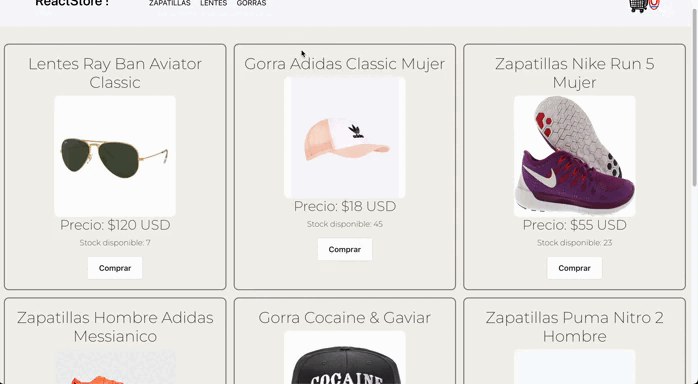 ReactStore !
ZAPATILLAS LENTES GORRAS
Lentes Ray Ban Aviator
Classic
Precio: $120 USD
Stock disponible: 7
Comprar
Gorra Adidas Classic Mujer
Precio: $18 USD
Stock disponible: 45
Comprar
Zapatillas Nike Run 5
Mujer
Precio: $55 USD
Stock disponible: 23
Comprar
Zapatillas Hombre Adidas
Messianico
Gorra Cocaine & Gaviar
COCAINE
Zapatillas Puma Nitro 2
Hombre